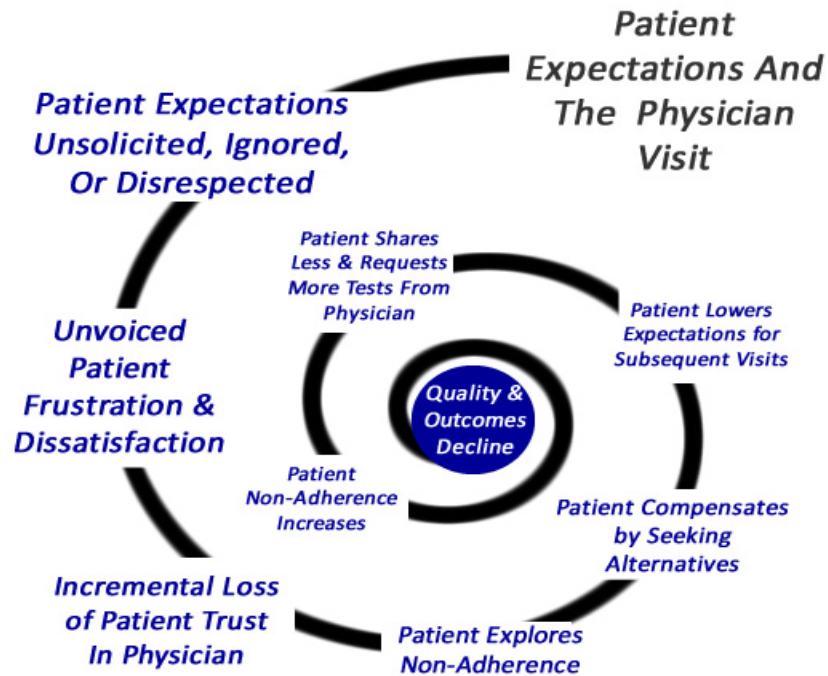 Patient
Expectations And
The Physician
Visit
Patient Expectations
Unsolicited, Ignored,
Or Disrespected
Unvoiced
Patient
Frustration &
Dissatisfaction
Incremental Loss
of Patient Trust
In Physician
Patient Explores
Non-Adherence
Patient Compensates
by Seeking
Alternatives
Patient Lowers
Expectations for
Subsequent Visits
Patient Shares
Less & Requests
More Tests From
Physician
Patient
Non-Adherence
Increases
Quality &
Outcomes
Decline